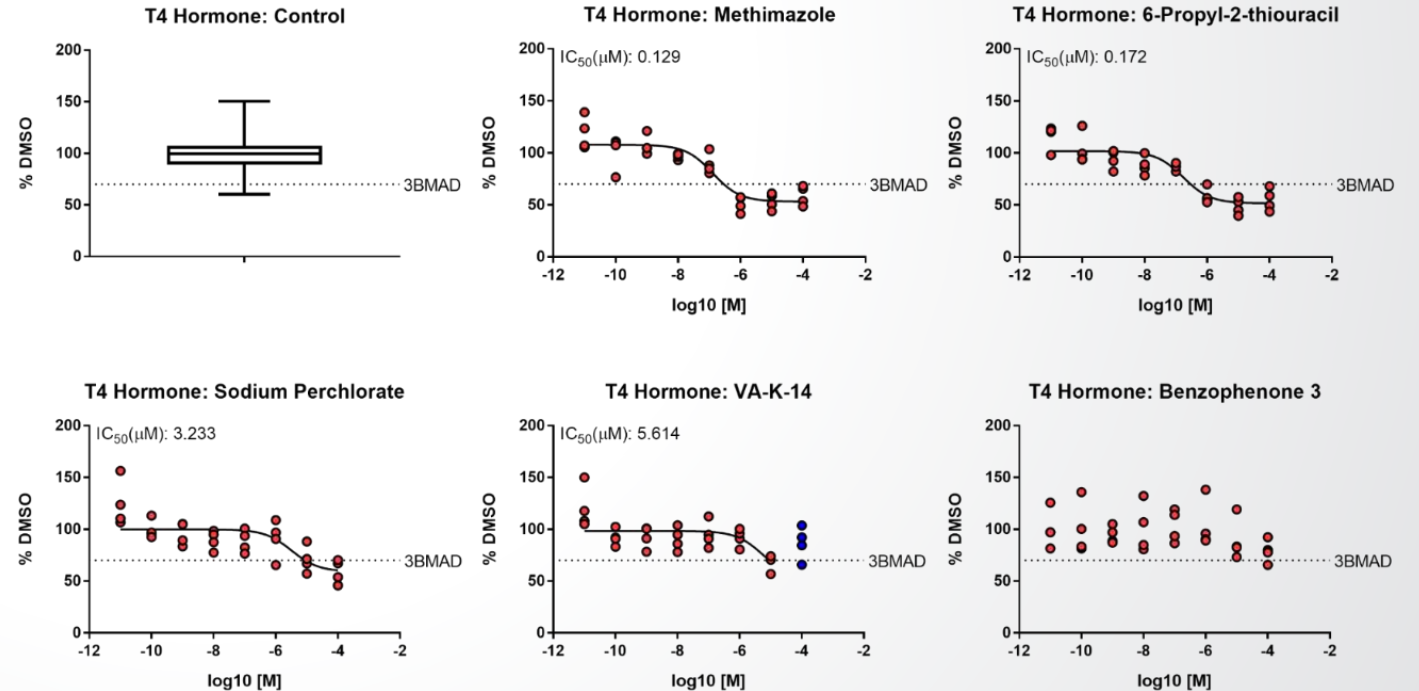 T4 Hormone: Control
200
150
100
50
0
% DMSO
3BMAD
T4 Hormone: Methimazole
IC50(μM): 0.129
200
150
100
50
0
% DMSO
3BMAD
-12 -10 -8 -6 -4 -2
log10 [M]
T4 Hormone: 6-Propyl-2-thiouracil
IC50(μM): 0.172
200
150
100
50
0
% DMSO
3BMAD
-12 -10 -8 -6 -4 -2
log10 [M]
T4 Hormone: Sodium Perchlorate
IC50(μM): 3.233
200
150
100
50
0
% DMSO
3BMAD
-12 -10 -8 -6 -4 -2
log10 [M]
T4 Hormone: VA-K-14
IC50(μM): 5.614
200
150
100
50
0
% DMSO
3BMAD
-12 -10 -8 -6 -4 -2
log10 [M]
T4 Hormone: Benzophenone 3
200
150
100
50
0
% DMSO
3BMAD
-12 -10 -8 -6 -4 -2
log10 [M]